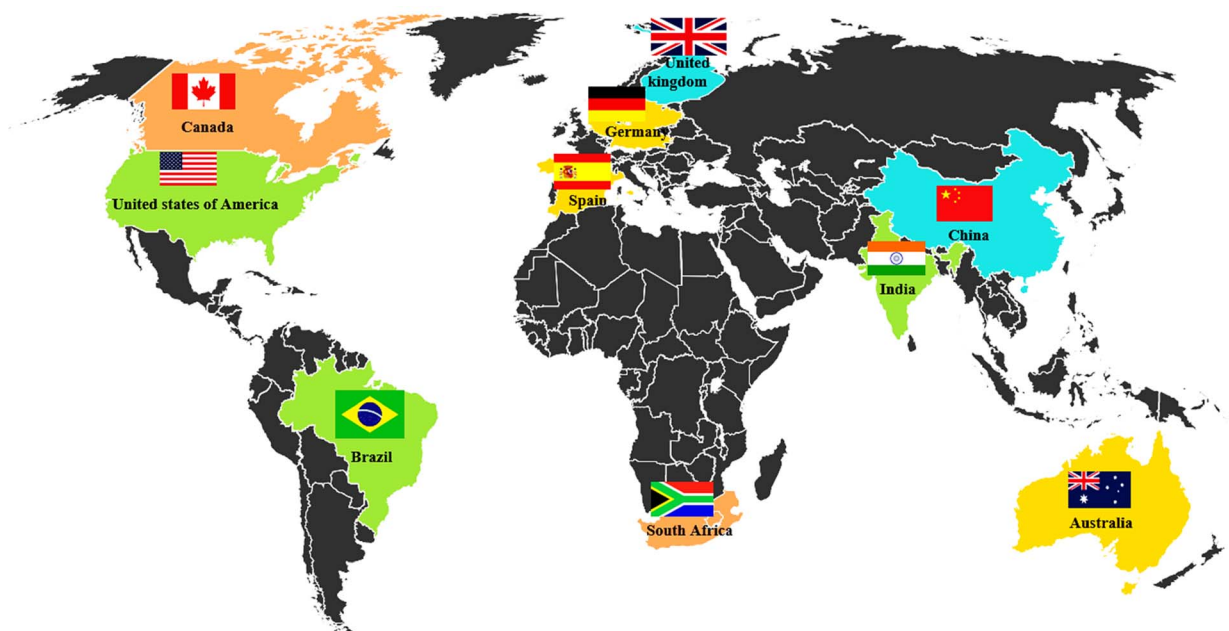 United
kingdom
Canada
Germany
United states of America
Spain
China
India
Brazil
South Africa
Australia